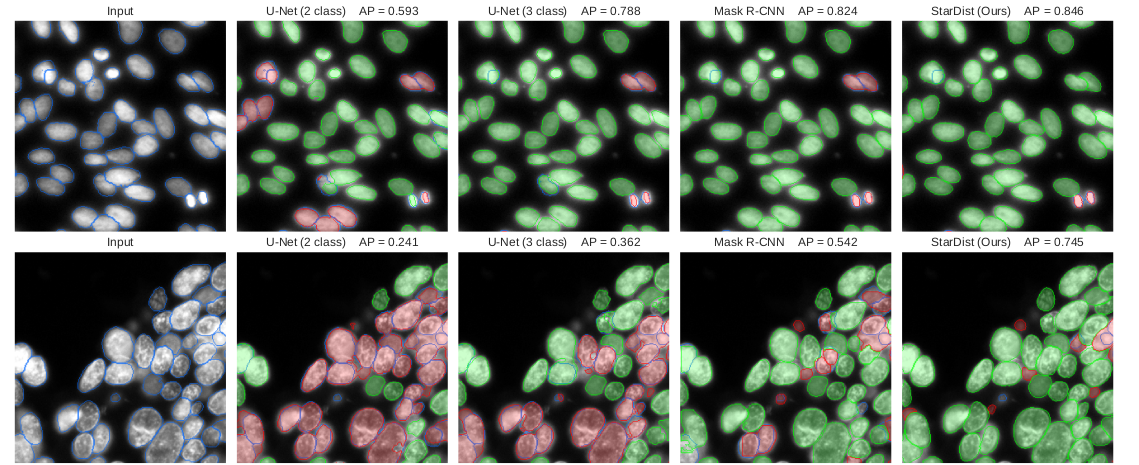 Input U-Net (2 class) AP = 0.593 U-Net (3 class) AP = 0.788 Mask R-CNN AP = 0.824 StarDist (Ours) AP = 0.846
Input U-Net (2 class) AP = 0.241 U-Net (3 class) AP = 0.362 Mask R-CNN AP = 0.542 StarDist (Ours) AP = 0.745